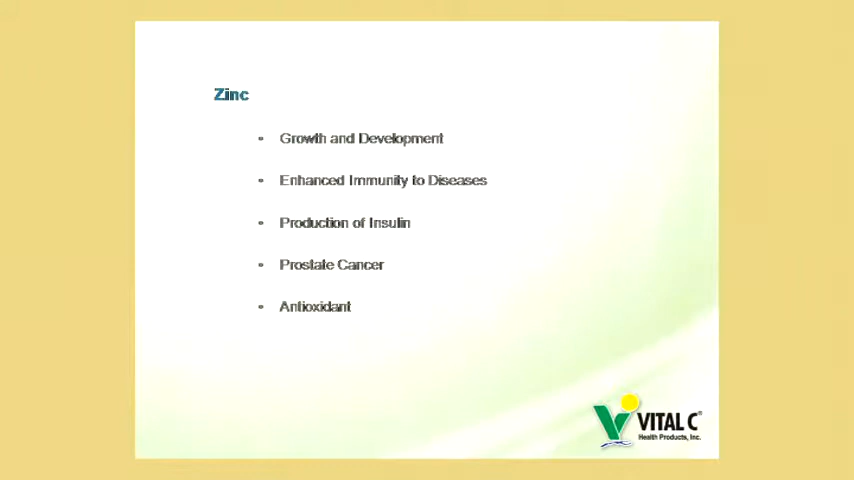 Zinc
• Growth and Development
• Enhanced Immunity to Diseases
• Production of Insulin
• Prostate Cancer
• Antioxidant
VITAL C®
Health Products, Inc.